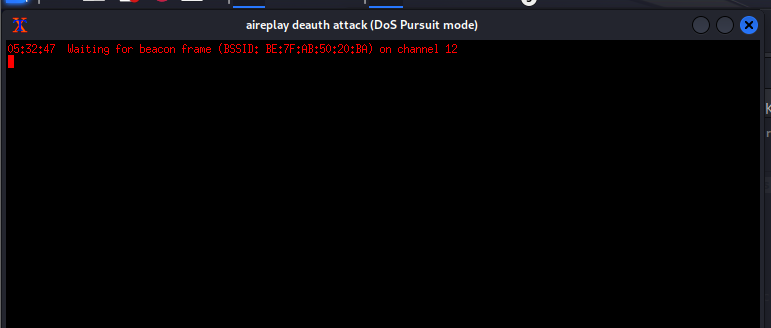 aireplay deauth attack (DoS Pursuit mode)
05:32:47  Waiting for beacon frame (BSSID: BE:7F:AB:50:20:BA) on channel 12